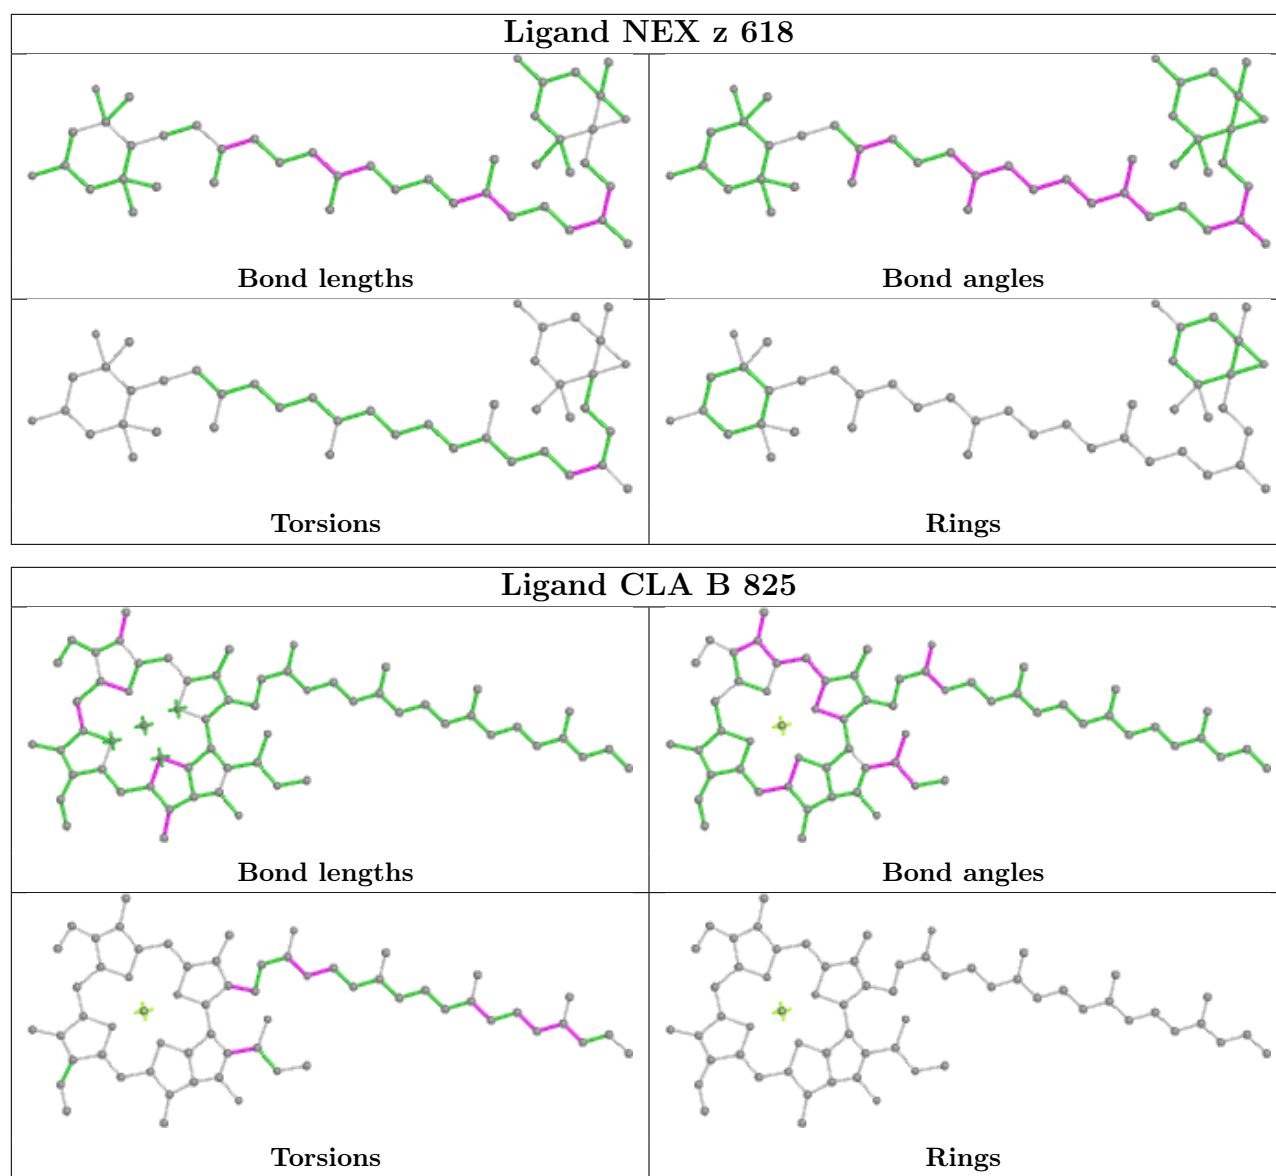 Ligand NEX z 618
Bond lengths
Bond angles
Torsions
Rings
Ligand CLA B 825
Bond lengths
Bond angles
Torsions
Rings